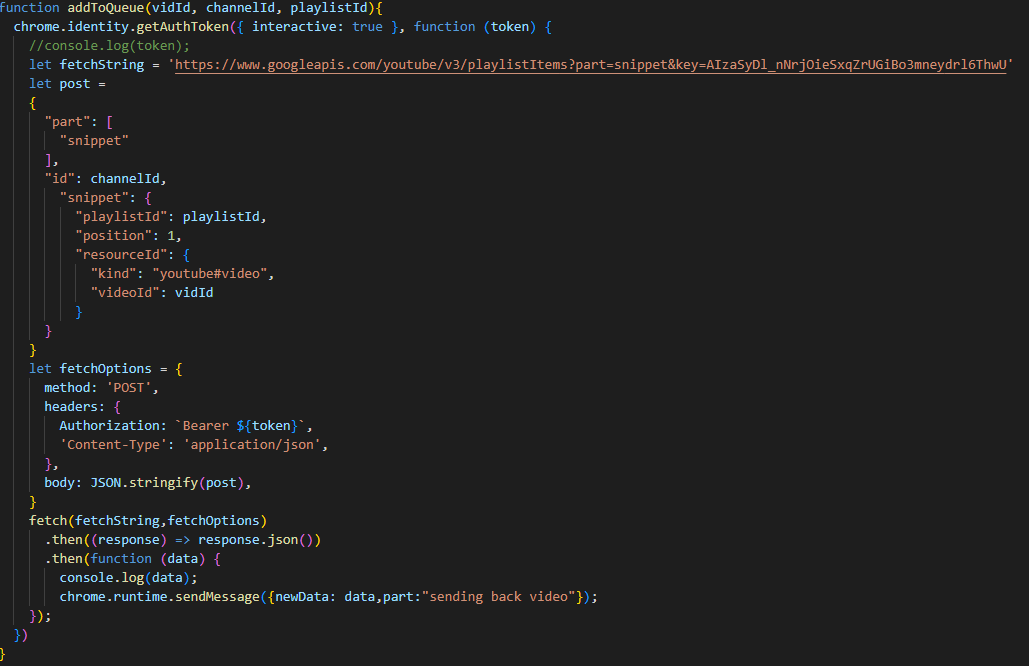 function addToQueue(vidId, channelId, playlistId){
chrome.identity.getAuthToken({ interactive: true }, function (token) {
//console.log(token);
let fetchString = 'https://www.googleapis.com/youtube/v3/playlistItems?part=snippet&key=AIzaSyDl_nNrjOieSxqZrUGiBo3mneydrl6ThwU'
let post =
{
"part": [
"snippet"
],
"id": channelId,
"snippet": {
"playlistId": playlistId,
"position": 1,
"resourceId": {
"kind": "youtube#video",
"videoId": vidId
}
}
}
let fetchOptions = {
method: 'POST',
headers: {
Authorization: `Bearer ${token}`,
'Content-Type': 'application/json',
},
body: JSON.stringify(post),
}
fetch(fetchString,fetchOptions)
.then((response) => response.json())
.then(function (data) {
console.log(data);
chrome.runtime.sendMessage({newData: data,part:"sending back video"});
});
})
}